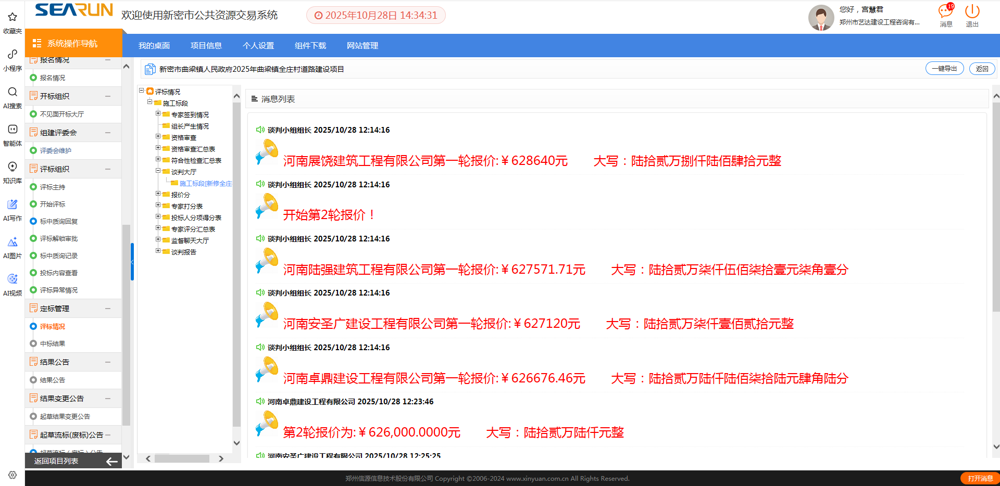 收藏夹
小程序
AI搜索
智能体
知识库
AI写作
AI图片
AI视频
SEARUN
欢迎使用新密市公共资源交易系统
2025年10月28日 14:34:31
您好，宫慧君
郑州市艺达建设工程咨询有...
19
消息
退出
系统操作导航
我的桌面
项目信息
个人设置
组件下载
网站管理
报名情况
报名情况
开标组织
不见面开标大厅
组建评委会
评委会维护
评标组织
评标主持
开始评标
标中质询回复
评标解锁审批
标中质询记录
投标内容查看
评标异常情况
定标管理
评标情况
中标结果
结果公告
结果公告
结果变更公告
起草结果变更公告
起草流标(废标)公告
起草流标（废标）公告
返回项目列表
新密市曲梁镇人民政府2025年曲梁镇全庄村道路建设项目
一键导出
返回
评标情况
施工标段
专家签到情况
组长产生情况
资格审查
资格审查汇总表
符合性检查汇总表
谈判大厅
施工标段[新修全庄
报价分
专家打分表
投标人分项得分表
专家评分汇总表
监督聊天大厅
谈判报告
消息列表
谈判小组组长 2025/10/28 12:14:16
河南展饶建筑工程有限公司第一轮报价:￥628640元 大写：陆拾贰万捌仟陆佰肆拾元整
谈判小组组长 2025/10/28 12:14:16
开始第2轮报价！
谈判小组组长 2025/10/28 12:14:16
河南陆强建筑工程有限公司第一轮报价:￥627571.71元 大写：陆拾贰万柒仟伍佰柒拾壹元柒角壹分
谈判小组组长 2025/10/28 12:14:16
河南安圣广建设工程有限公司第一轮报价:￥627120元 大写：陆拾贰万柒仟壹佰贰拾元整
谈判小组组长 2025/10/28 12:14:16
河南卓鼎建设工程有限公司第一轮报价:￥626676.46元 大写：陆拾贰万陆仟陆佰柒拾陆元肆角陆分
河南卓鼎建设工程有限公司 2025/10/28 12:23:46
第2轮报价为:￥626,000.0000元 大写：陆拾贰万陆仟元整
河南安圣广建设工程有限公司 2025/10/28 12:25:25
郑州信源信息技术股份有限公司 Copyright ©2006-2024 www.xinyuan.com.cn All Rights Reserved.
打开消息